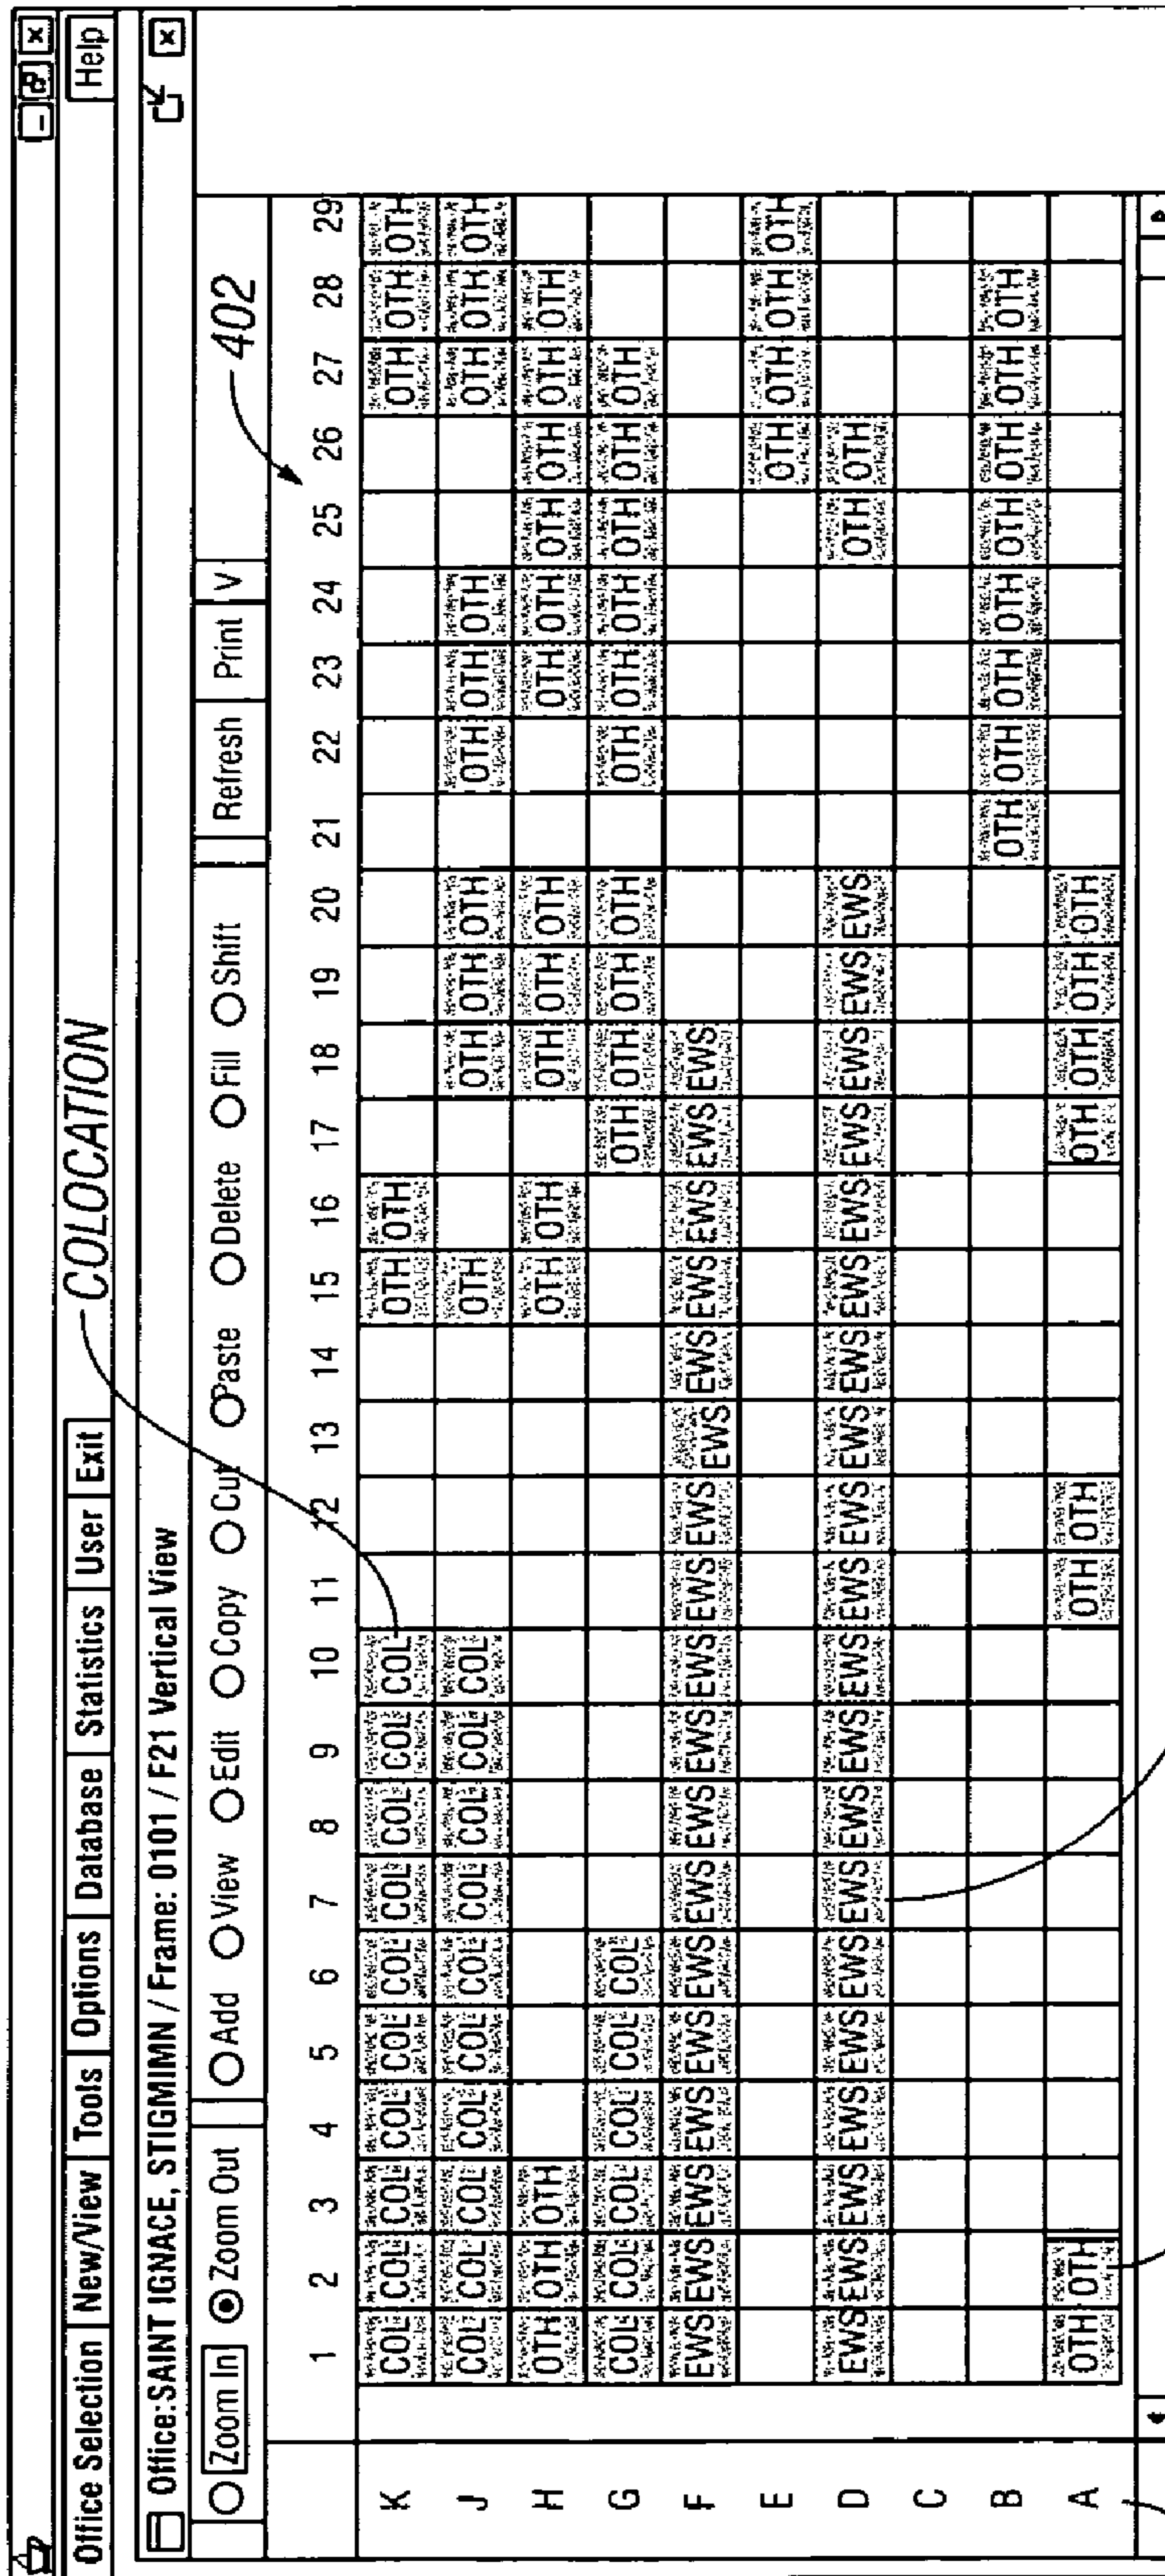 Office Selection New/View Tools Options Database Statistics User Exit Help
COLOCATION
Office:SAINT IGNACE, STIGMIMN / Frame: 0101 / F21 Vertical View
Zoom In Zoom Out Add View Edit Copy Cut Paste Delete Fill Shift Refresh Print V
402
1 2 3 4 5 6 7 8 9 10 11 12 13 14 15 16 17 18 19 20 21 22 23 24 25 26 27 28 29
K COL COL COL COL COL COL COL COL COL COL OTH OTH OTH OTH OTH
J COL COL COL COL COL COL COL COL COL COL OTH OTH OTH OTH OTH OTH OTH OTH OTH OTH
H OTH OTH OTH OTH OTH OTH OTH OTH OTH OTH OTH OTH OTH OTH
G COL COL COL COL COL COL OTH OTH OTH OTH OTH OTH OTH OTH OTH OTH
F EWS EWS EWS EWS EWS EWS EWS EWS EWS EWS EWS EWS EWS EWS EWS EWS EWS EWS
E OTH OTH OTH OTH
D EWS EWS EWS EWS EWS EWS EWS EWS EWS EWS EWS EWS EWS EWS EWS EWS EWS EWS EWS EWS OTH OTH
C
B OTH OTH OTH OTH OTH OTH OTH OTH
A OTH OTH OTH OTH OTH OTH OTH OTH